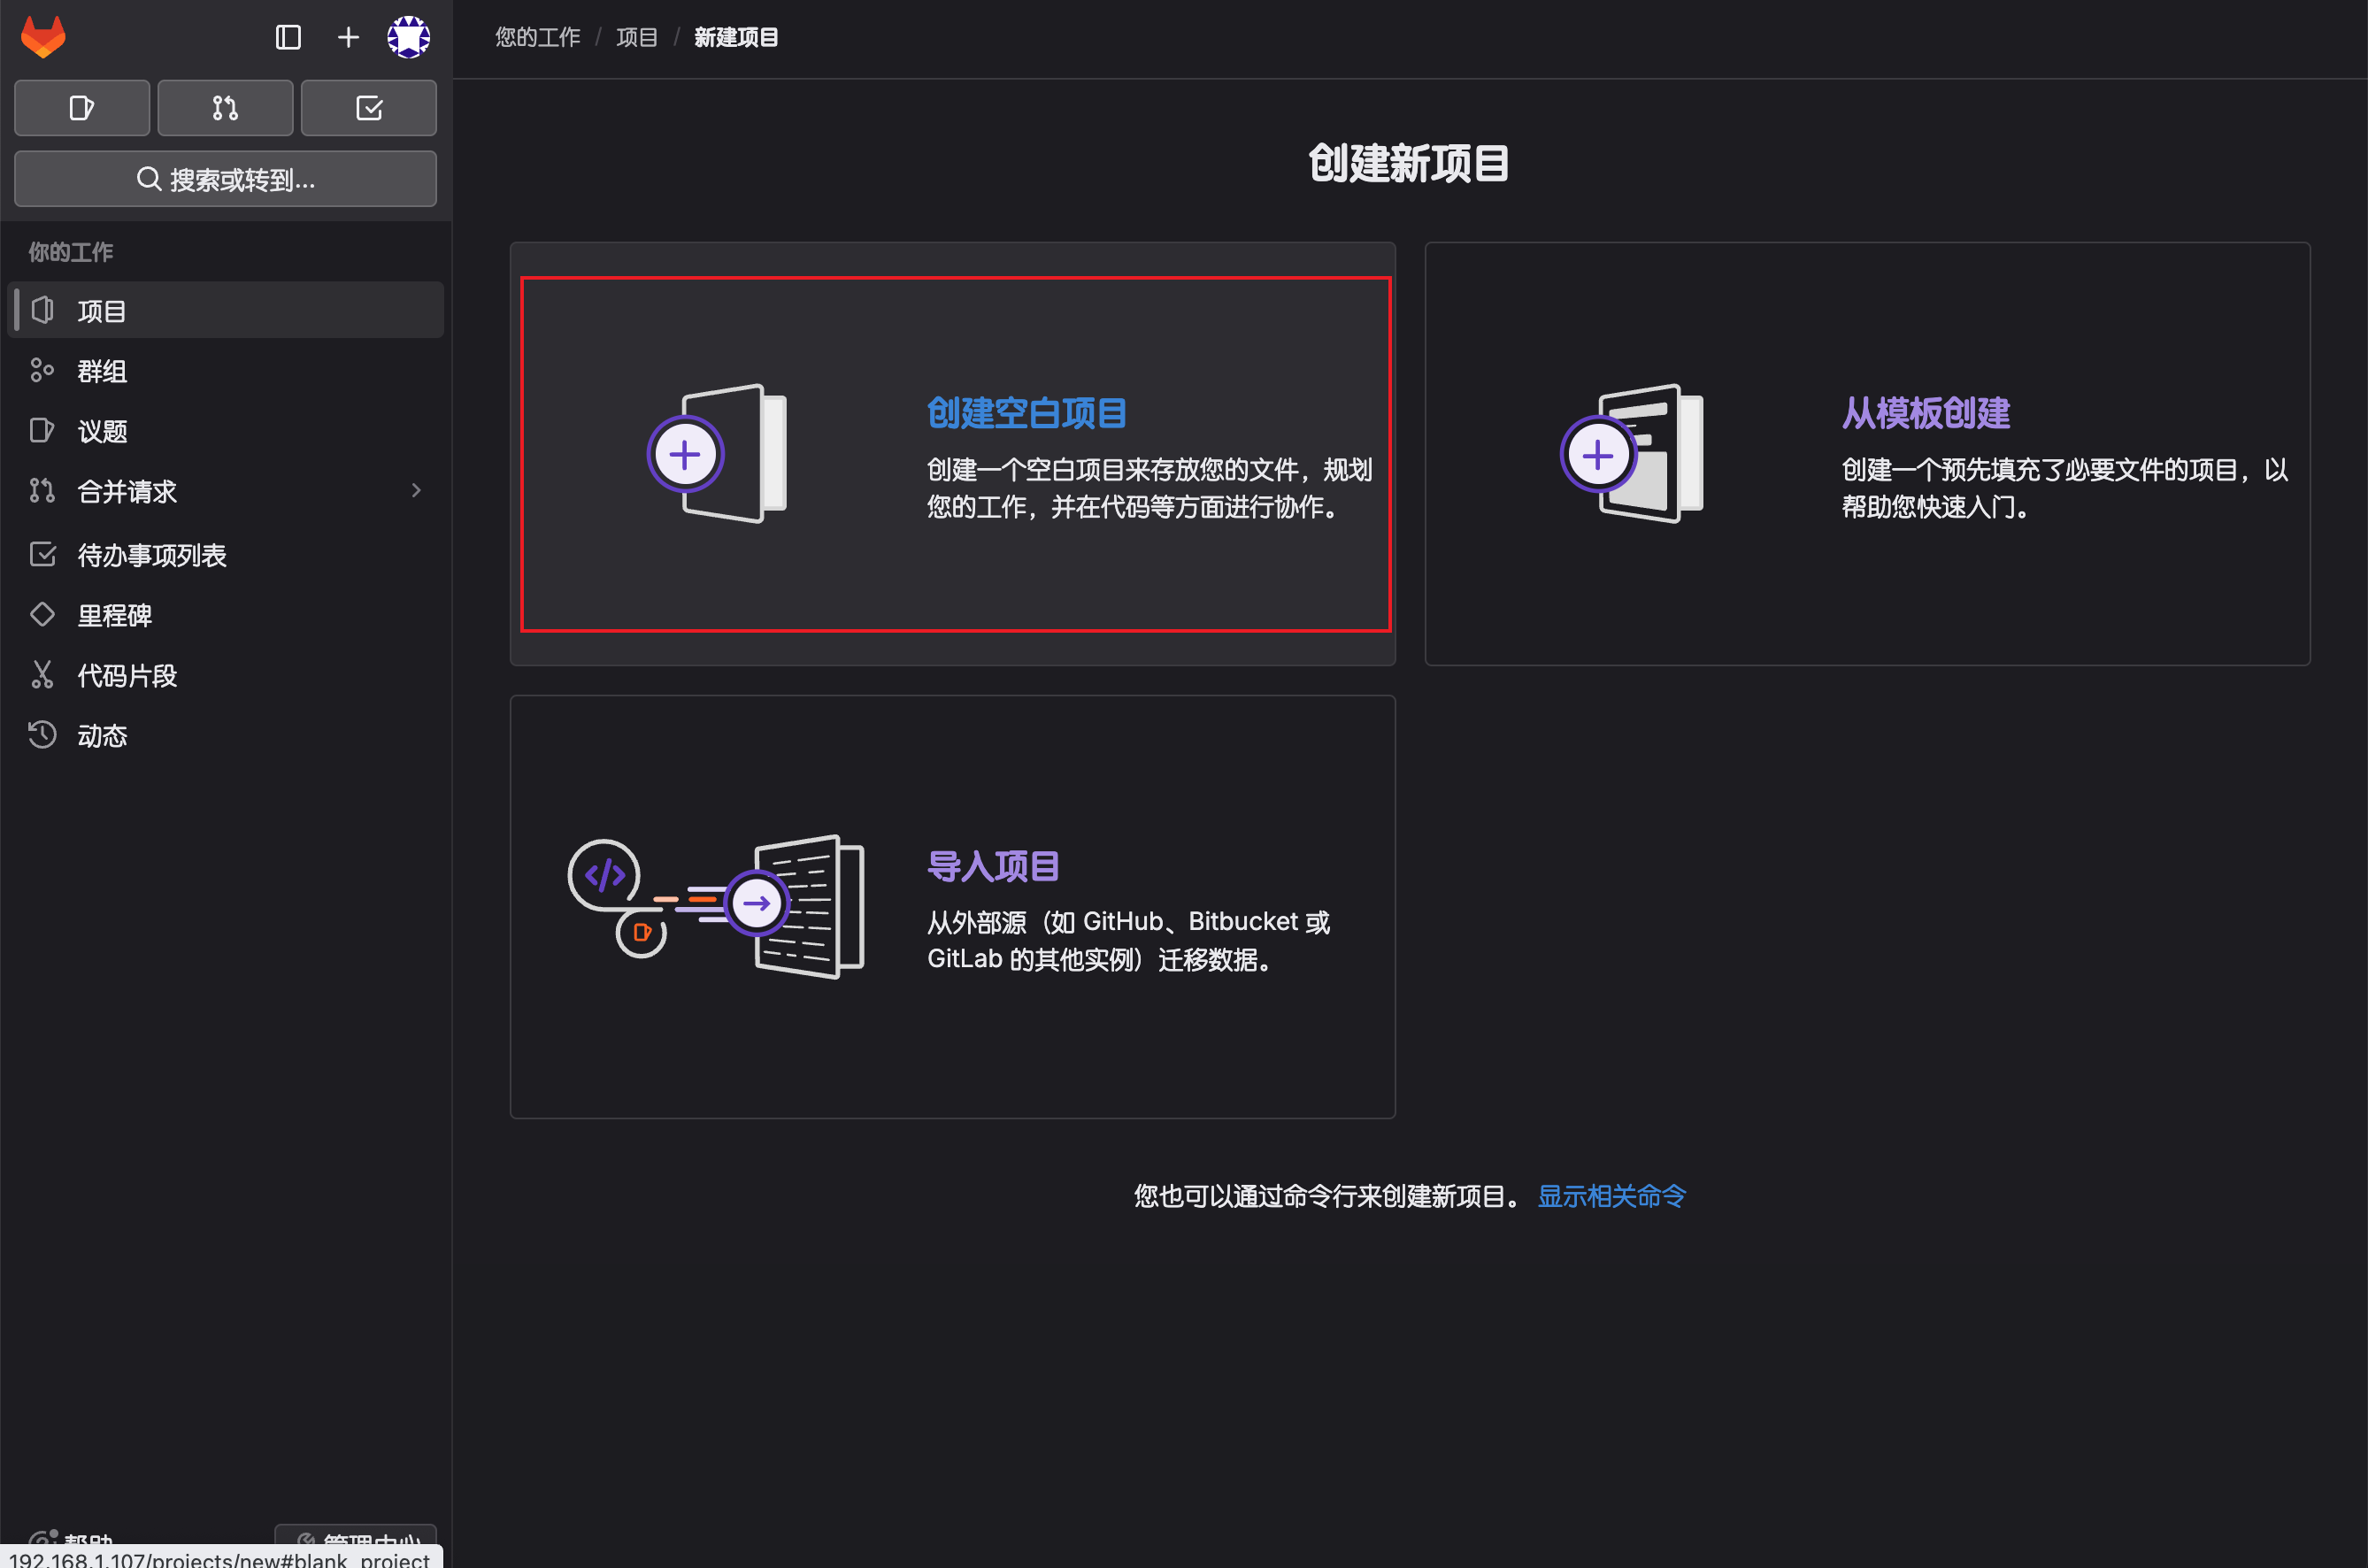 您的工作 / 项目 / 新建项目
搜索或转到...
你的工作
项目
群组
议题
合并请求
待办事项列表
里程碑
代码片段
动态
帮助
管理中心
192.168.1.107/projects/new#blank_project
创建新项目
创建空白项目
创建一个空白项目来存放您的文件，规划
您的工作，并在代码等方面进行协作。
从模板创建
创建一个预先填充了必要文件的项目，以
帮助您快速入门。
导入项目
从外部源（如 GitHub、Bitbucket 或
GitLab 的其他实例）迁移数据。
您也可以通过命令行来创建新项目。 显示相关命令